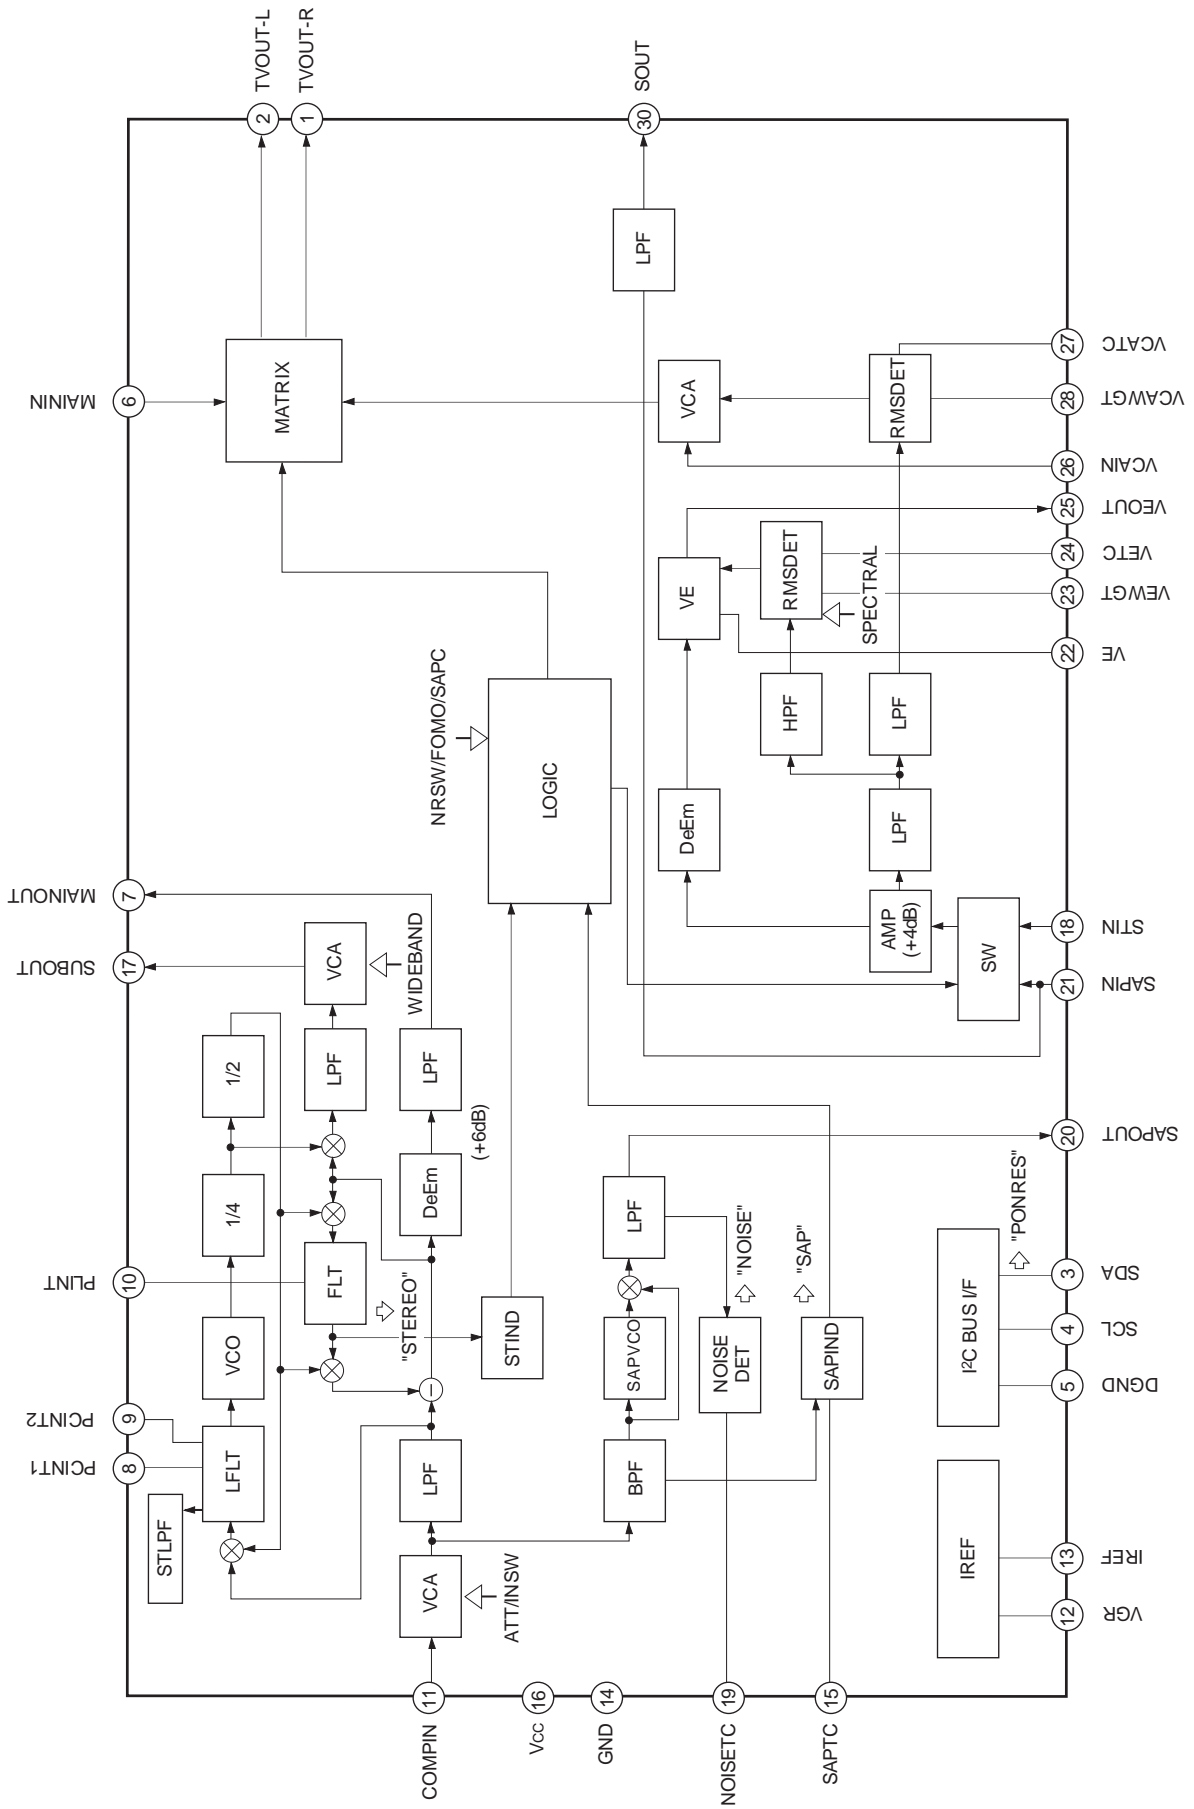 MAININ
6
TVOUT-L
2
TVOUT-R
1
SOUT
30
MATRIX
LPF
VCA
RMSDET
VCATC
27
VCAWGT
28
VCAIN
26
VEOUT
25
VETC
24
VEWGT
23
VE
22
VE
RMSDET
SPECTRAL
HPF
LPF
DeEm
LPF
AMP
(+4dB)
SW
STIN
18
SAPIN
21
NRSW/FOMO/SAPC
LOGIC
MAINOUT
7
SUBOUT
17
VCA
WIDEBAND
1/2
LPF
LPF
(+6dB)
1/4
DeEm
PLINT
10
FLT
"STEREO"
STIND
VCO
PCINT2
9
PCINT1
8
LFLT
STLPF
LPF
VCA
ATT/INSW
COMPIN
11
VCC
16
GND
14
NOISETC
19
SAPTC
15
BPF
SAPVCO
LPF
NOISE
DET
"NOISE"
SAPIND
"SAP"
SAPOUT
20
"PONRES"
I2C BUS I/F
SDA
3
SCL
4
DGND
5
IREF
IREF
13
VGR
12